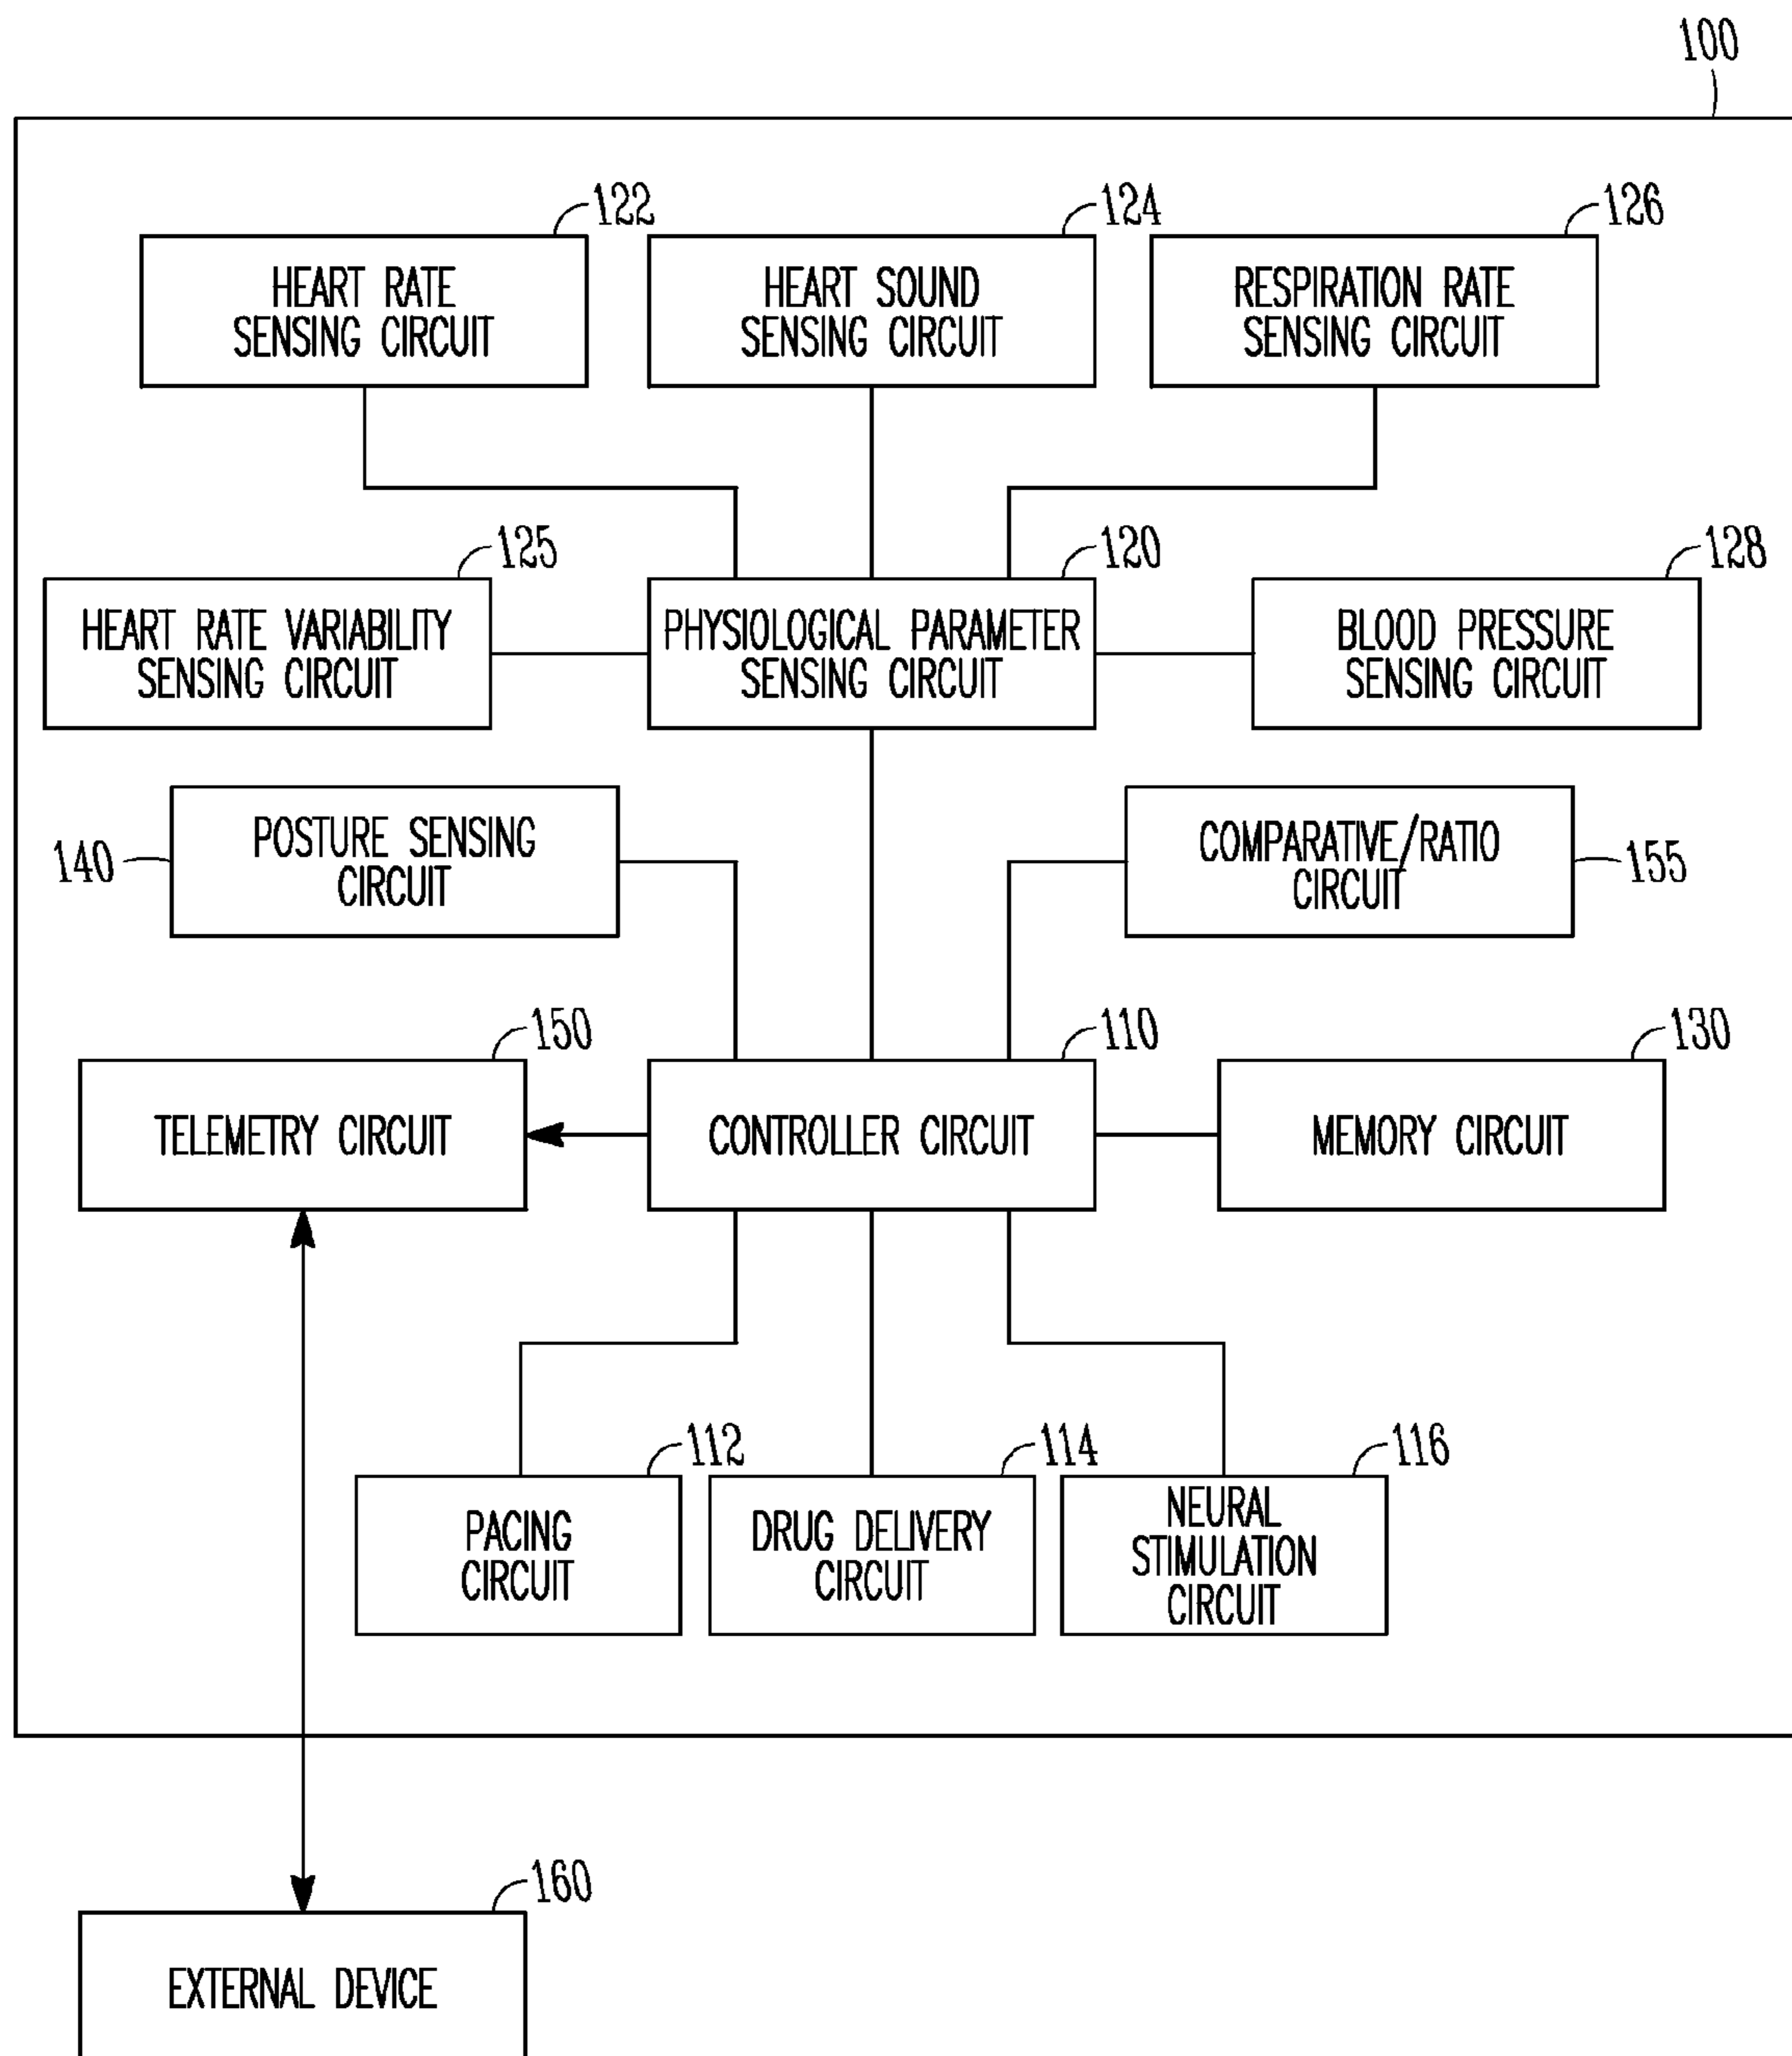 100
122
124
126
HEART RATE
SENSING CIRCUIT
HEART SOUND
SENSING CIRCUIT
RESPIRATION RATE
SENSING CIRCUIT
125
120
128
HEART RATE VARIABILITY
SENSING CIRCUIT
PHYSIOLOGICAL PARAMETER
SENSING CIRCUIT
BLOOD PRESSURE
SENSING CIRCUIT
140
POSTURE SENSING
CIRCUIT
COMPARATIVE/RATIO
CIRCUIT
155
150
110
130
TELEMETRY CIRCUIT
CONTROLLER CIRCUIT
MEMORY CIRCUIT
112
114
116
PACING
CIRCUIT
DRUG DELIVERY
CIRCUIT
NEURAL
STIMULATION
CIRCUIT
160
EXTERNAL DEVICE